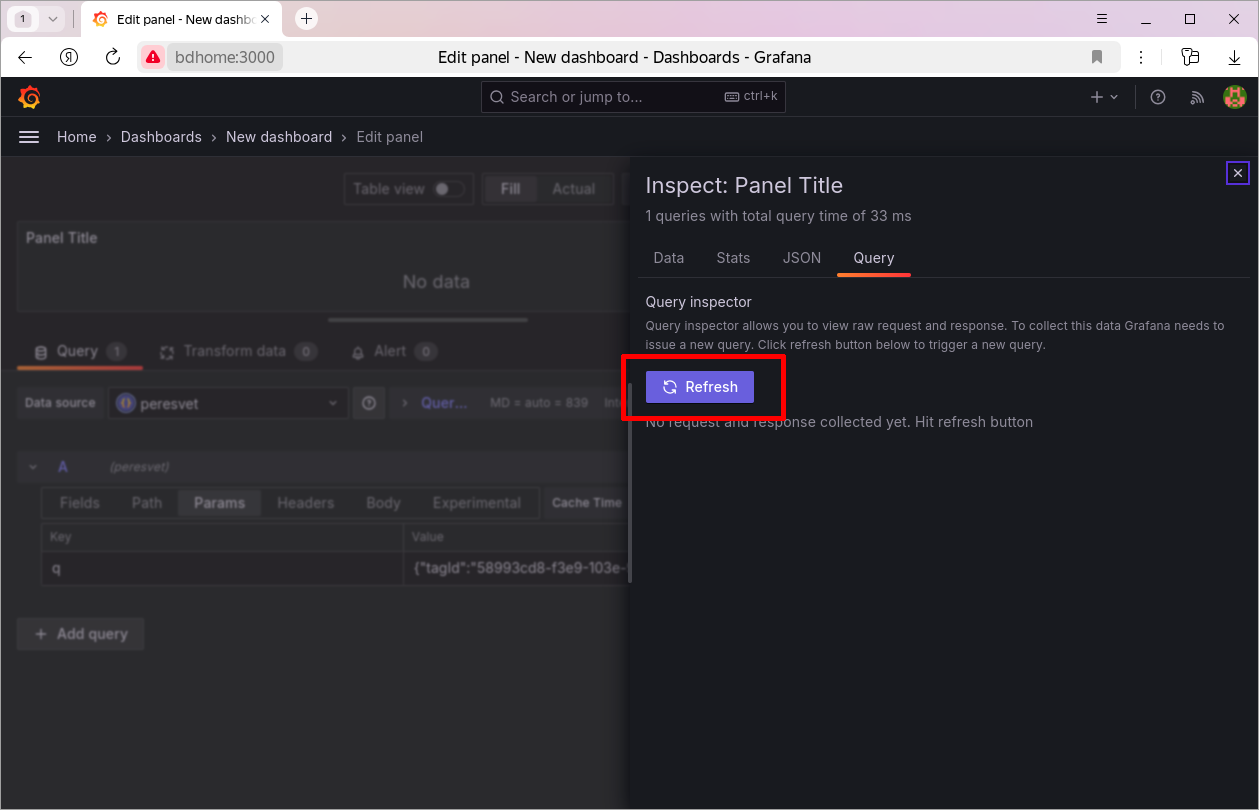 1
Edit panel - New dashb
Я
bdhome:3000
Edit panel - New dashboard - Dashboards - Grafana
Search or jump to...
ctrl+k
Home › Dashboards › New dashboard › Edit panel
Table view
Fill
Actual
Panel Title
No data
Query 1
Transform data 0
Alert 0
Data source
peresvet
Quer...
MD = auto = 839
A
(peresvet)
Fields
Path
Params
Headers
Body
Experimental
Cache Time
Key
Value
q
{"tagId":"58993cd8-f3e9-103e-
+ Add query
Inspect: Panel Title
1 queries with total query time of 33 ms
Data
Stats
JSON
Query
Query inspector
Query inspector allows you to view raw request and response. To collect this data Grafana needs to
issue a new query. Click refresh button below to trigger a new query.
Refresh
No request and response collected yet. Hit refresh button